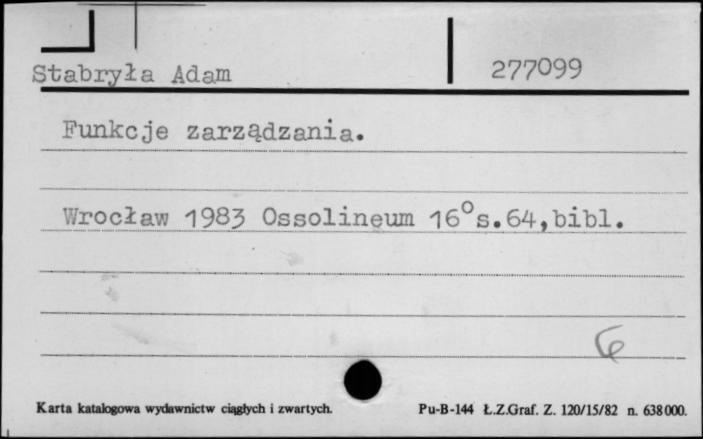 Stabryła Adam 277099
Funkcje zarządzania.
Wrocław 1983 Ossolineum 16°s.64,bibl.
6
Karta katalogowa wydawnictw ciągłych i zwartych. Pu-B-144 Ł.Z.Graf. Z. 120/15/82 n. 638000.